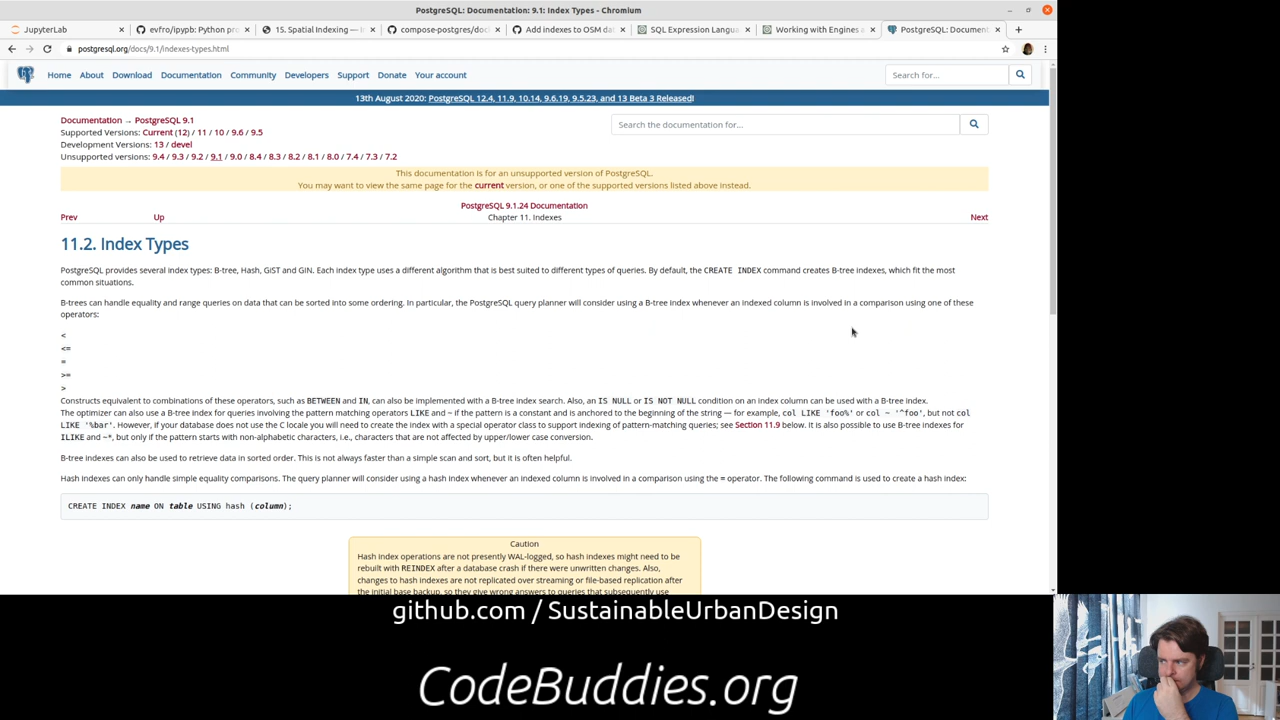 PostgreSQL: Documentation: 9.1: Index Types - Chromium
JupyterLab
evfro/ipypb: Python pro
15. Spatial Indexing — In
compose-postgres/doc
Add indexes to OSM dat
SQL Expression Langua
Working with Engines a
PostgreSQL: Document
postgresql.org/docs/9.1/indexes-types.html
Home About Download Documentation Community Developers Support Donate Your account
Search for...
13th August 2020: PostgreSQL 12.4, 11.9, 10.14, 9.6.19, 9.5.23, and 13 Beta 3 Released!
Documentation → PostgreSQL 9.1
Supported Versions: Current (12) / 11 / 10 / 9.6 / 9.5
Development Versions: 13 / devel
Unsupported versions: 9.4 / 9.3 / 9.2 / 9.1 / 9.0 / 8.4 / 8.3 / 8.2 / 8.1 / 8.0 / 7.4 / 7.3 / 7.2
Search the documentation for...
This documentation is for an unsupported version of PostgreSQL.
You may want to view the same page for the current version, or one of the supported versions listed above instead.
PostgreSQL 9.1.24 Documentation
Prev Up Chapter 11. Indexes Next
11.2. Index Types
PostgreSQL provides several index types: B-tree, Hash, GiST and GIN. Each index type uses a different algorithm that is best suited to different types of queries. By default, the CREATE INDEX command creates B-tree indexes, which fit the most
common situations.
B-trees can handle equality and range queries on data that can be sorted into some ordering. In particular, the PostgreSQL query planner will consider using a B-tree index whenever an indexed column is involved in a comparison using one of these
operators:
<
<=
=
>=
>
Constructs equivalent to combinations of these operators, such as BETWEEN and IN, can also be implemented with a B-tree index search. Also, an IS NULL or IS NOT NULL condition on an index column can be used with a B-tree index.
The optimizer can also use a B-tree index for queries involving the pattern matching operators LIKE and ~ if the pattern is a constant and is anchored to the beginning of the string — for example, col LIKE 'foo%' or col ~ '^foo', but not col
LIKE '%bar'. However, if your database does not use the C locale you will need to create the index with a special operator class to support indexing of pattern-matching queries; see Section 11.9 below. It is also possible to use B-tree indexes for
ILIKE and ~*, but only if the pattern starts with non-alphabetic characters, i.e., characters that are not affected by upper/lower case conversion.
B-tree indexes can also be used to retrieve data in sorted order. This is not always faster than a simple scan and sort, but it is often helpful.
Hash indexes can only handle simple equality comparisons. The query planner will consider using a hash index whenever an indexed column is involved in a comparison using the = operator. The following command is used to create a hash index:
CREATE INDEX name ON table USING hash (column);
Caution
Hash index operations are not presently WAL-logged, so hash indexes might need to be
rebuilt with REINDEX after a database crash if there were unwritten changes. Also,
changes to hash indexes are not replicated over streaming or file-based replication after
the initial base backup, so they give wrong answers to queries that subsequently use
github.com / SustainableUrbanDesign
CodeBuddies.org